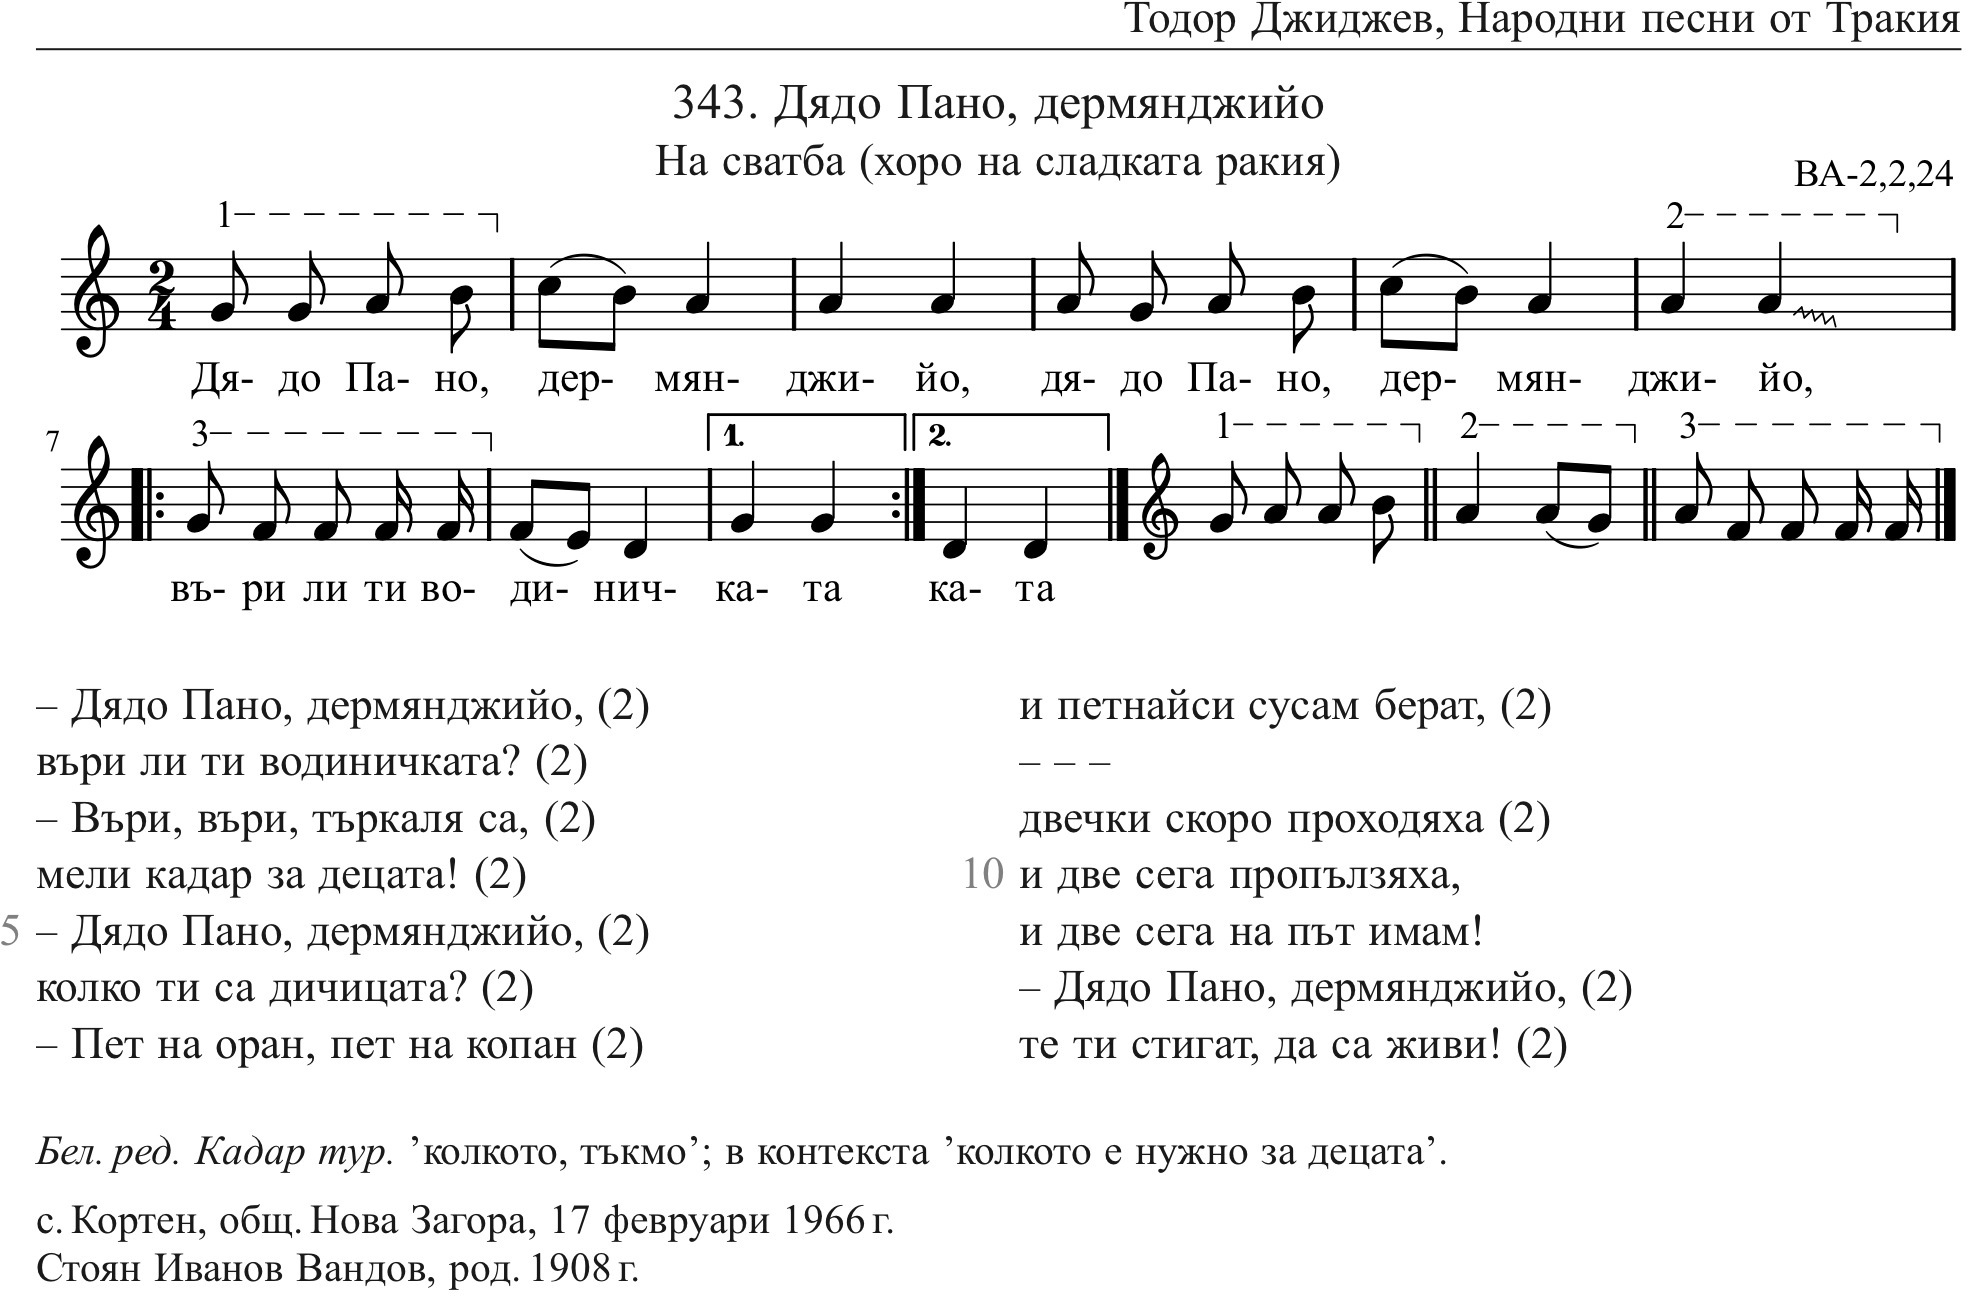 Тодор Джиджев, Народни песни от Тракия
343. Дядо Пано, дермянджийо
На сватба (хоро на сладката ракия)
ВА-2,2,24
1 2
2 4
Дя- до Па- но, дер- мян- джи- йо, дя- до Па- но, дер- мян- джи- йо,
7 3 1. 2. 1 2 3
въ- ри ли ти во- ди- нич- ка- та ка- та
– Дядо Пано, дермянджийо, (2)
въри ли ти водиничката? (2)
– Въри, въри, търкаля са, (2)
мели кадар за децата! (2)
5 – Дядо Пано, дермянджийо, (2)
колко ти са дичицата? (2)
– Пет на оран, пет на копан (2)
и петнайси сусам берат, (2)
– – –
двечки скоро проходяха (2)
10 и две сега пропълзяха,
и две сега на път имам!
– Дядо Пано, дермянджийо, (2)
те ти стигат, да са живи! (2)
Бел. ред. Кадар тур. ’колкото, тъкмо’; в контекста ’колкото е нужно за децата’.
с. Кортен, общ. Нова Загора, 17 февруари 1966 г.
Стоян Иванов Вандов, род. 1908 г.